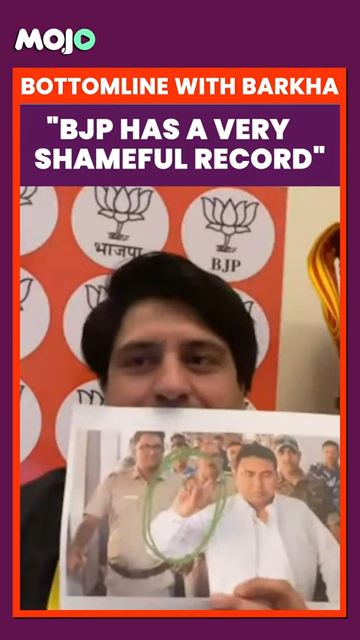 MOJO
BOTTOMLINE WITH BARKHA
"BJP HAS A VERY
SHAMEFUL RECORD"
भाजपा
BJP